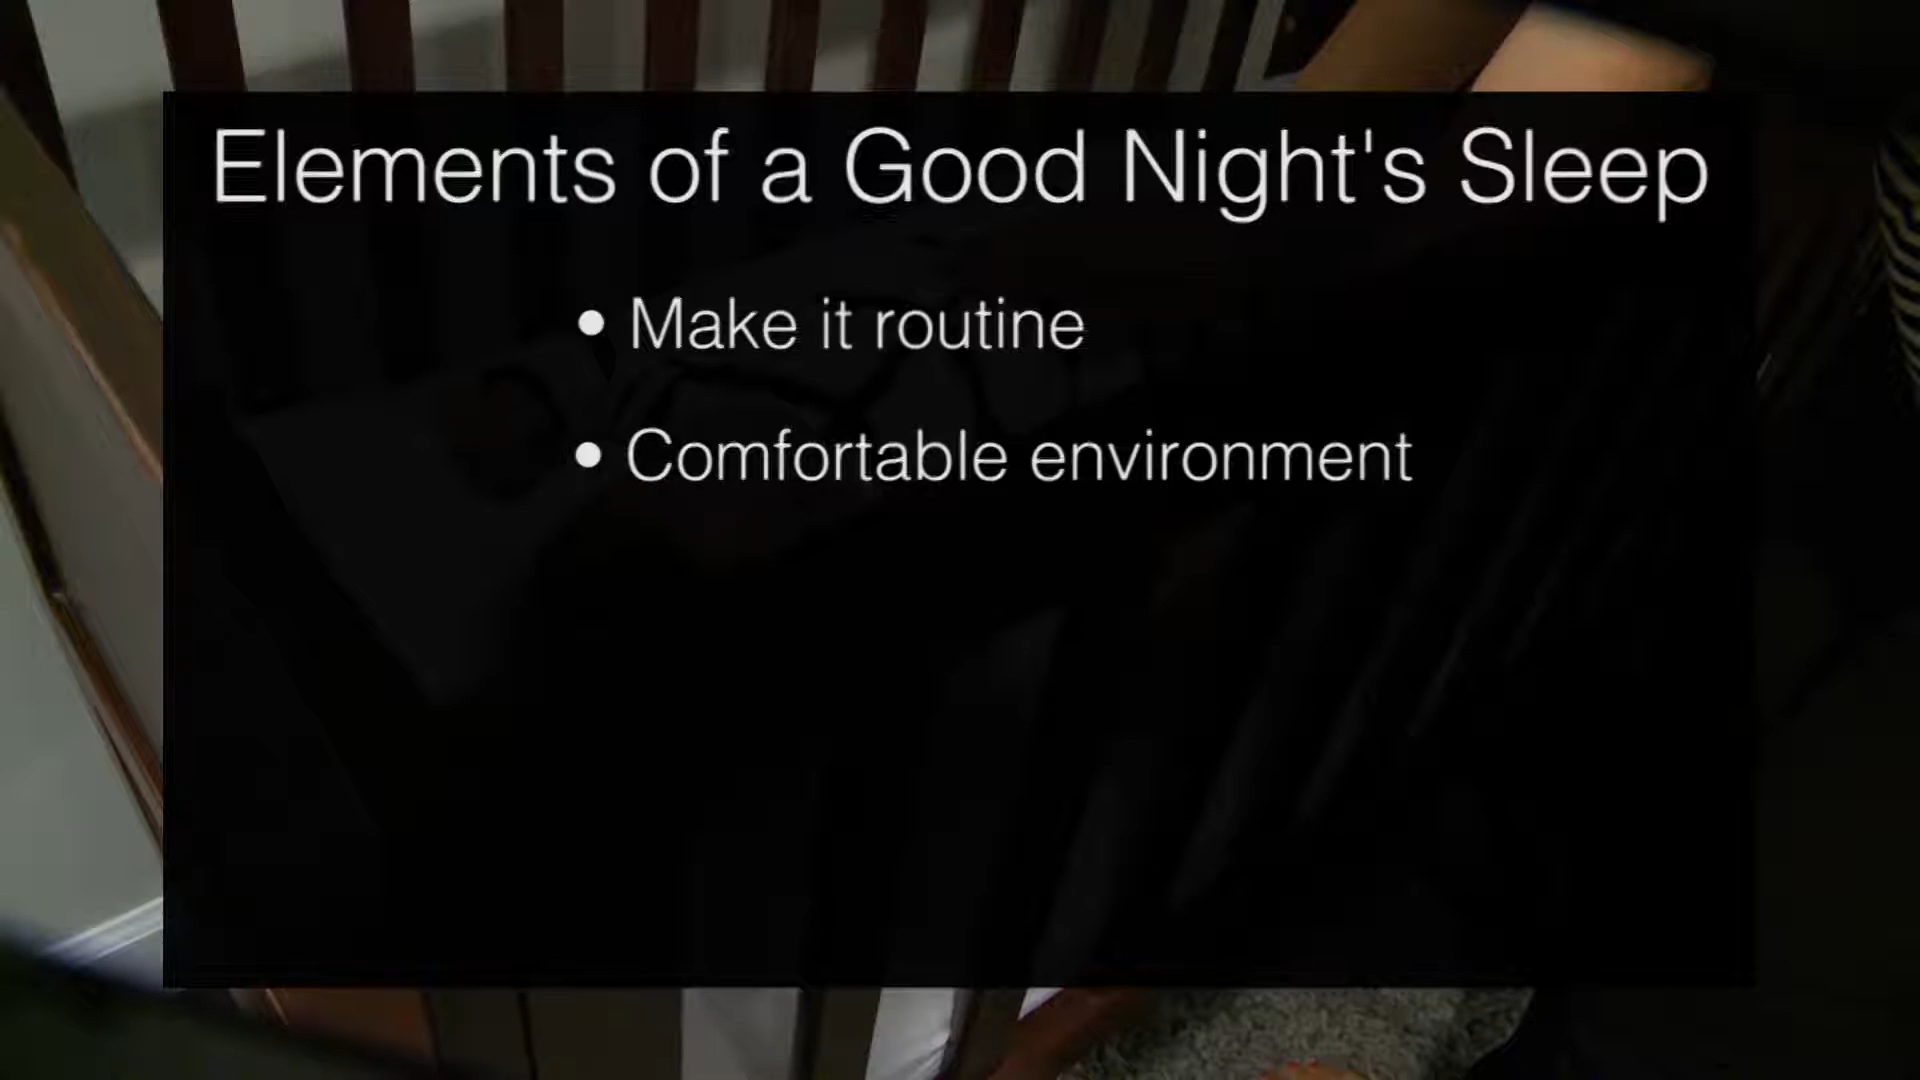 Elements of a Good Night's Sleep
• Make it routine
• Comfortable environment